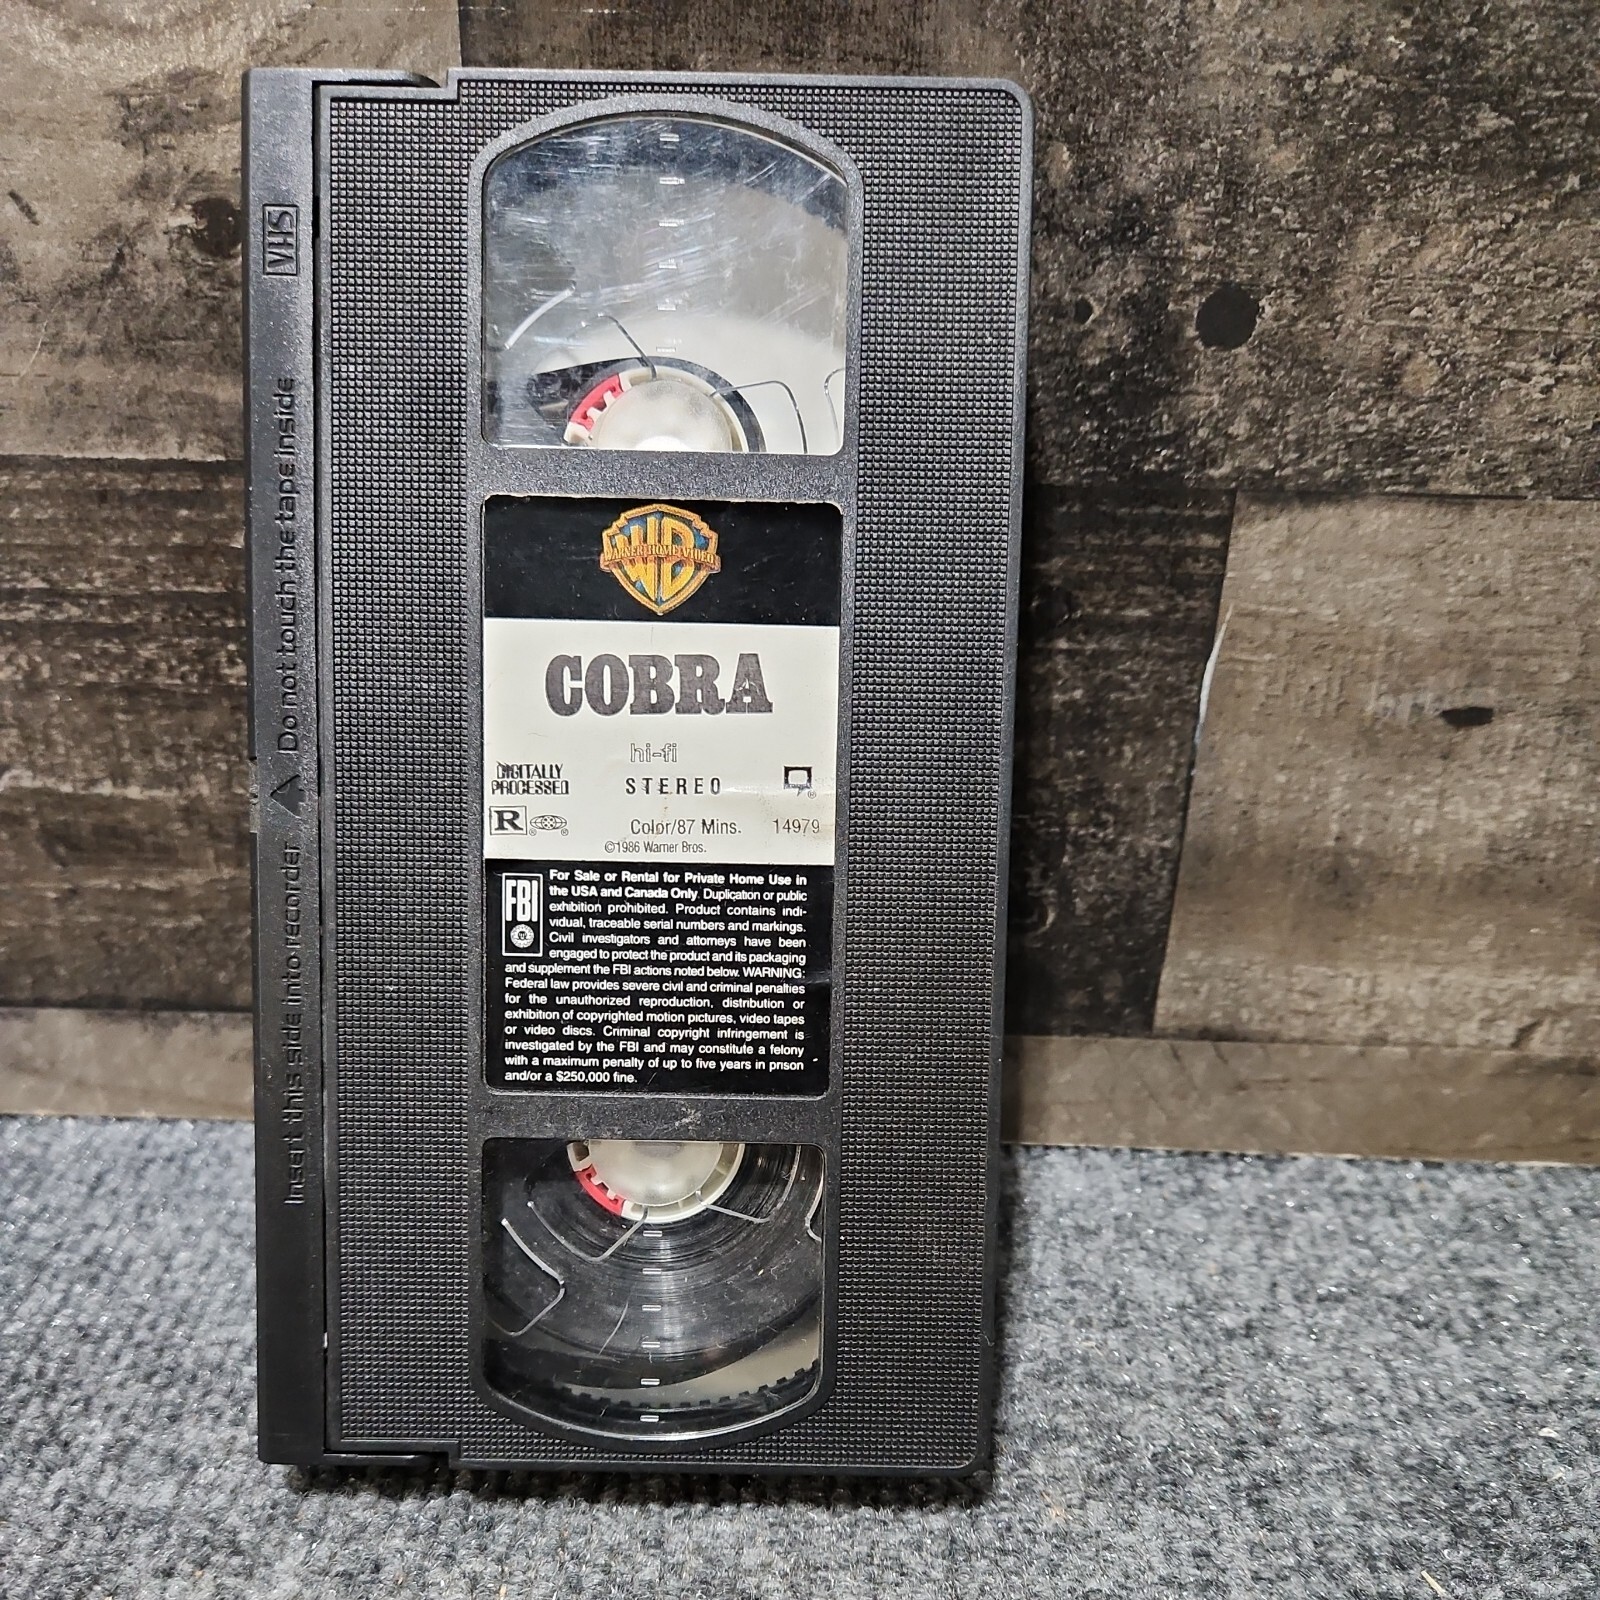 VHS
Do not touch the tape inside
Insert this side into recorder
WB
WARNER HOME VIDEO
COBRA
hi-fi
STEREO
DIGITALLY
PROCESSED
R ® ®
Color/87 Mins. 14979
©1986 Warner Bros.
FBI
For Sale or Rental for Private Home Use in
the USA and Canada Only. Duplication or public
exhibition prohibited. Product contains indi-
vidual, traceable serial numbers and markings.
Civil investigators and attorneys have been
engaged to protect the product and its packaging
and supplement the FBI actions noted below. WARNING:
Federal law provides severe civil and criminal penalties
for the unauthorized reproduction, distribution or
exhibition of copyrighted motion pictures, video tapes
or video discs. Criminal copyright infringement is
investigated by the FBI and may constitute a felony
with a maximum penalty of up to five years in prison
and/or a $250,000 fine.